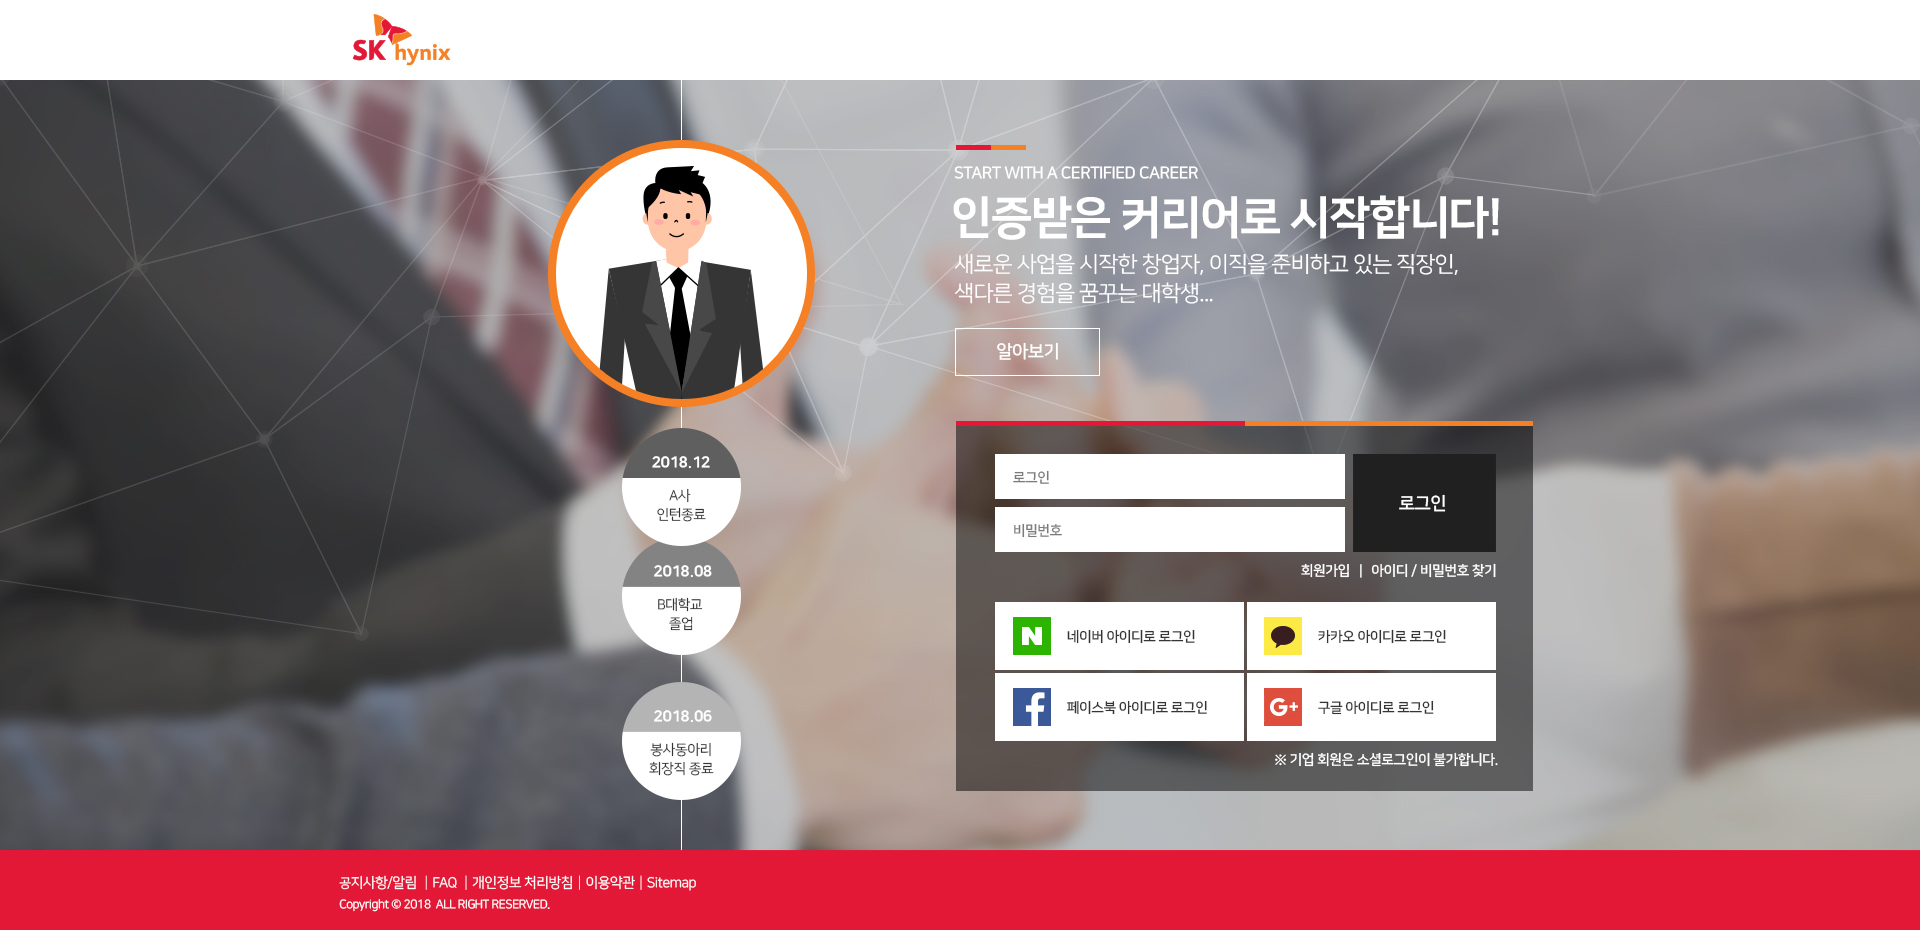 SK hynix
START WITH A CERTIFIED CAREER
인증받은 커리어로 시작합니다!
새로운 사업을 시작한 창업자, 이직을 준비하고 있는 직장인,
색다른 경험을 꿈꾸는 대학생...
알아보기
2018.12
A사
인턴종료
2018.08
B대학교
졸업
2018.06
봉사동아리
회장직 종료
로그인
비밀번호
로그인
회원가입 | 아이디 / 비밀번호 찾기
네이버 아이디로 로그인
카카오 아이디로 로그인
페이스북 아이디로 로그인
구글 아이디로 로그인
※ 기업 회원은 소셜로그인이 불가합니다.
공지사항/알림 | FAQ | 개인정보 처리방침 | 이용약관 | Sitemap
Copyright © 2018 ALL RIGHT RESERVED.